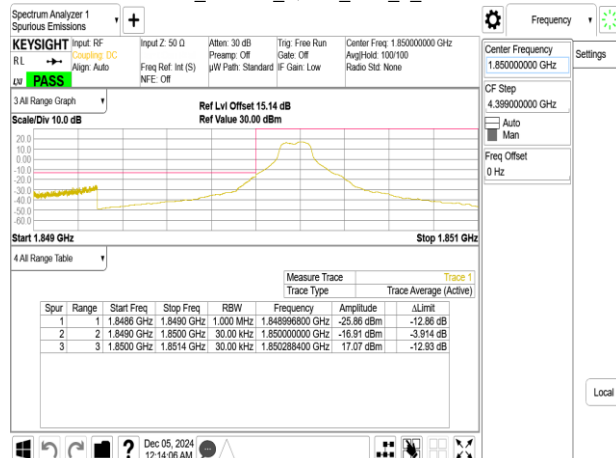 Spectrum Analyzer 1
Spurious Emissions
Frequency
Settings
KEYSIGHT
RL
PASS
Input: RF
Coupling: DC
Align: Auto
Input Z: 50 Ω
Freq Ref: Int (S)
NFE: Off
Atten: 30 dB
Preamp: Off
µW Path: Standard
Trig: Free Run
Gate: Off
IF Gain: Low
Center Freq: 1.850000000 GHz
Avg|Hold: 100/100
Radio Std: None
Center Frequency
1.850000000 GHz
CF Step
4.399000000 GHz
Auto
Man
Freq Offset
0 Hz
Local
3 All Range Graph
Scale/Div 10.0 dB
Ref Lvl Offset 15.14 dB
Ref Value 30.00 dBm
20.0
10.0
0.00
-10.0
-20.0
-30.0
-40.0
-50.0
-60.0
Start 1.849 GHz
Stop 1.851 GHz
4 All Range Table
Measure Trace Trace 1
Trace Type Trace Average (Active)
Spur Range Start Freq Stop Freq RBW Frequency Amplitude ΔLimit
1 1 1.8486 GHz 1.8490 GHz 1.000 MHz 1.848996800 GHz -25.86 dBm -12.86 dB
2 2 1.8490 GHz 1.8500 GHz 30.00 kHz 1.850000000 GHz -16.91 dBm -3.914 dB
3 3 1.8500 GHz 1.8514 GHz 30.00 kHz 1.850288400 GHz 17.07 dBm -12.93 dB
?
Dec 05, 2024
12:14:06 AM